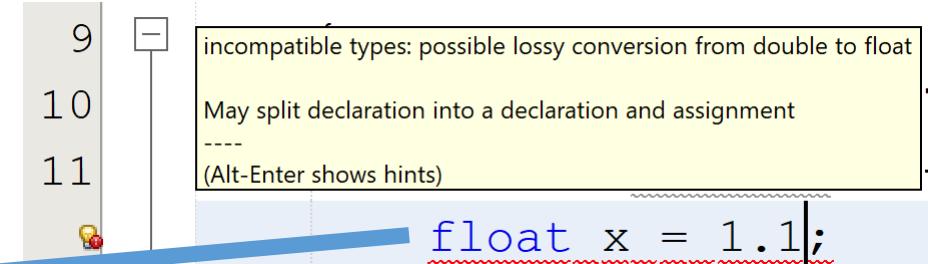 9
incompatible types: possible lossy conversion from double to float
10
May split declaration into a declaration and assignment
----
11
(Alt-Enter shows hints)
float x = 1.1;